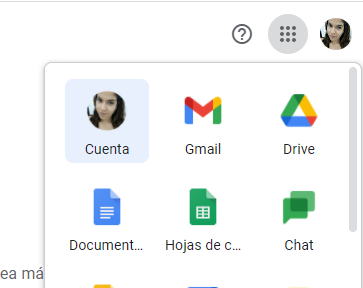 Cuenta Gmail Drive
Document... Hojas de c... Chat
ea má